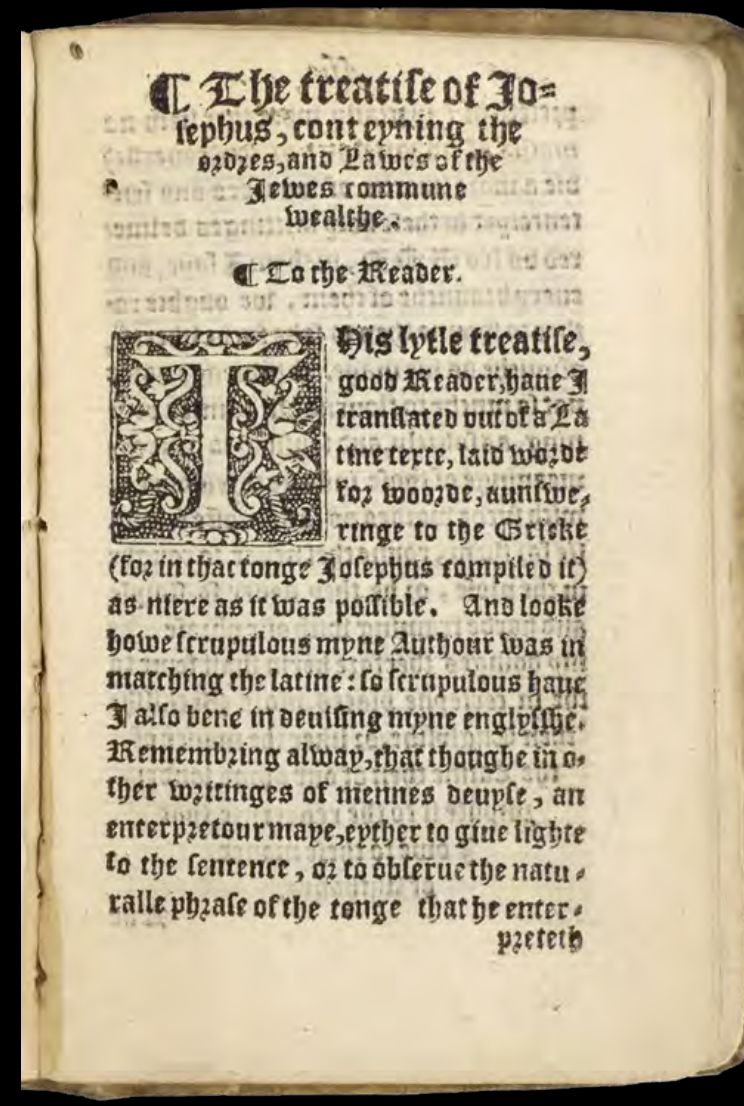 ¶ The treatiſe of Jo⸗
ſephus, conteyning the
ordres, and Lawes of the
Jewes commune
wealthe.
¶ To the Reader.
THis lytle treatiſe,
good Reader, haue I
tranſlated out of a La
tine texte, laid worde
for woorde, aunſwe⸗
ringe to the Grieke
(for in that tonge Joſephus compiled it)
as niere as it was poſſible. And looke
howe ſcrupulous myne Authour was in
matching the latine: ſo ſcrupulous haue
I alſo bene in deuiſing myne englyſſhe.
Remembring alway, that thoughe in o⸗
ther writinges of mennes deuyſe, an
enterpretour maye, eyther to giue lighte
to the ſentence, or to obſerue the natu⸗
ralle phraſe of the tonge that he enter⸗
preteth